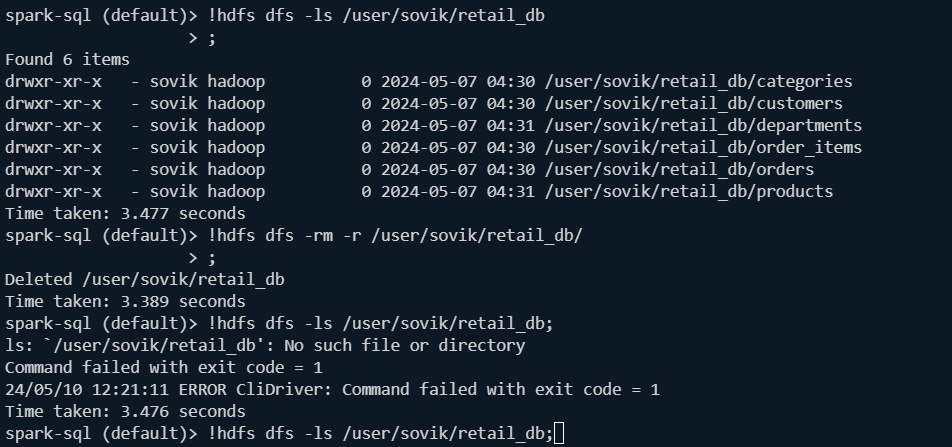 spark-sql (default)> !hdfs dfs -ls /user/sovik/retail_db
                   > ;
Found 6 items
drwxr-xr-x   - sovik hadoop          0 2024-05-07 04:30 /user/sovik/retail_db/categories
drwxr-xr-x   - sovik hadoop          0 2024-05-07 04:30 /user/sovik/retail_db/customers
drwxr-xr-x   - sovik hadoop          0 2024-05-07 04:31 /user/sovik/retail_db/departments
drwxr-xr-x   - sovik hadoop          0 2024-05-07 04:30 /user/sovik/retail_db/order_items
drwxr-xr-x   - sovik hadoop          0 2024-05-07 04:30 /user/sovik/retail_db/orders
drwxr-xr-x   - sovik hadoop          0 2024-05-07 04:31 /user/sovik/retail_db/products
Time taken: 3.477 seconds
spark-sql (default)> !hdfs dfs -rm -r /user/sovik/retail_db/
                   > ;
Deleted /user/sovik/retail_db
Time taken: 3.389 seconds
spark-sql (default)> !hdfs dfs -ls /user/sovik/retail_db;
ls: `/user/sovik/retail_db': No such file or directory
Command failed with exit code = 1
24/05/10 12:21:11 ERROR CliDriver: Command failed with exit code = 1
Time taken: 3.476 seconds
spark-sql (default)> !hdfs dfs -ls /user/sovik/retail_db;